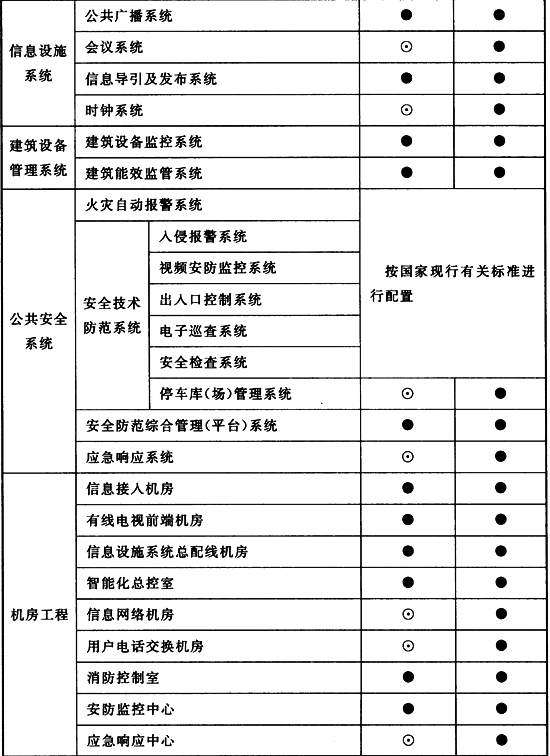 公共广播系统 ● ●
信息设施系统 会议系统 ⊙ ●
信息导引及发布系统 ● ●
时钟系统 ⊙ ●
建筑设备管理系统 建筑设备监控系统 ● ●
建筑能效监管系统 ● ●
公共安全系统 火灾自动报警系统 按国家现行有关标准进行配置
安全技术防范系统 入侵报警系统
视频安防监控系统
出入口控制系统
电子巡查系统
安全检查系统
停车库(场)管理系统 ⊙ ●
安全防范综合管理(平台)系统 ● ●
应急响应系统 ⊙ ●
机房工程 信息接入机房 ● ●
有线电视前端机房 ● ●
信息设施系统总配线机房 ● ●
智能化总控室 ● ●
信息网络机房 ⊙ ●
用户电话交换机房 ⊙ ●
消防控制室 ● ●
安防监控中心 ● ●
应急响应中心 ⊙ ●